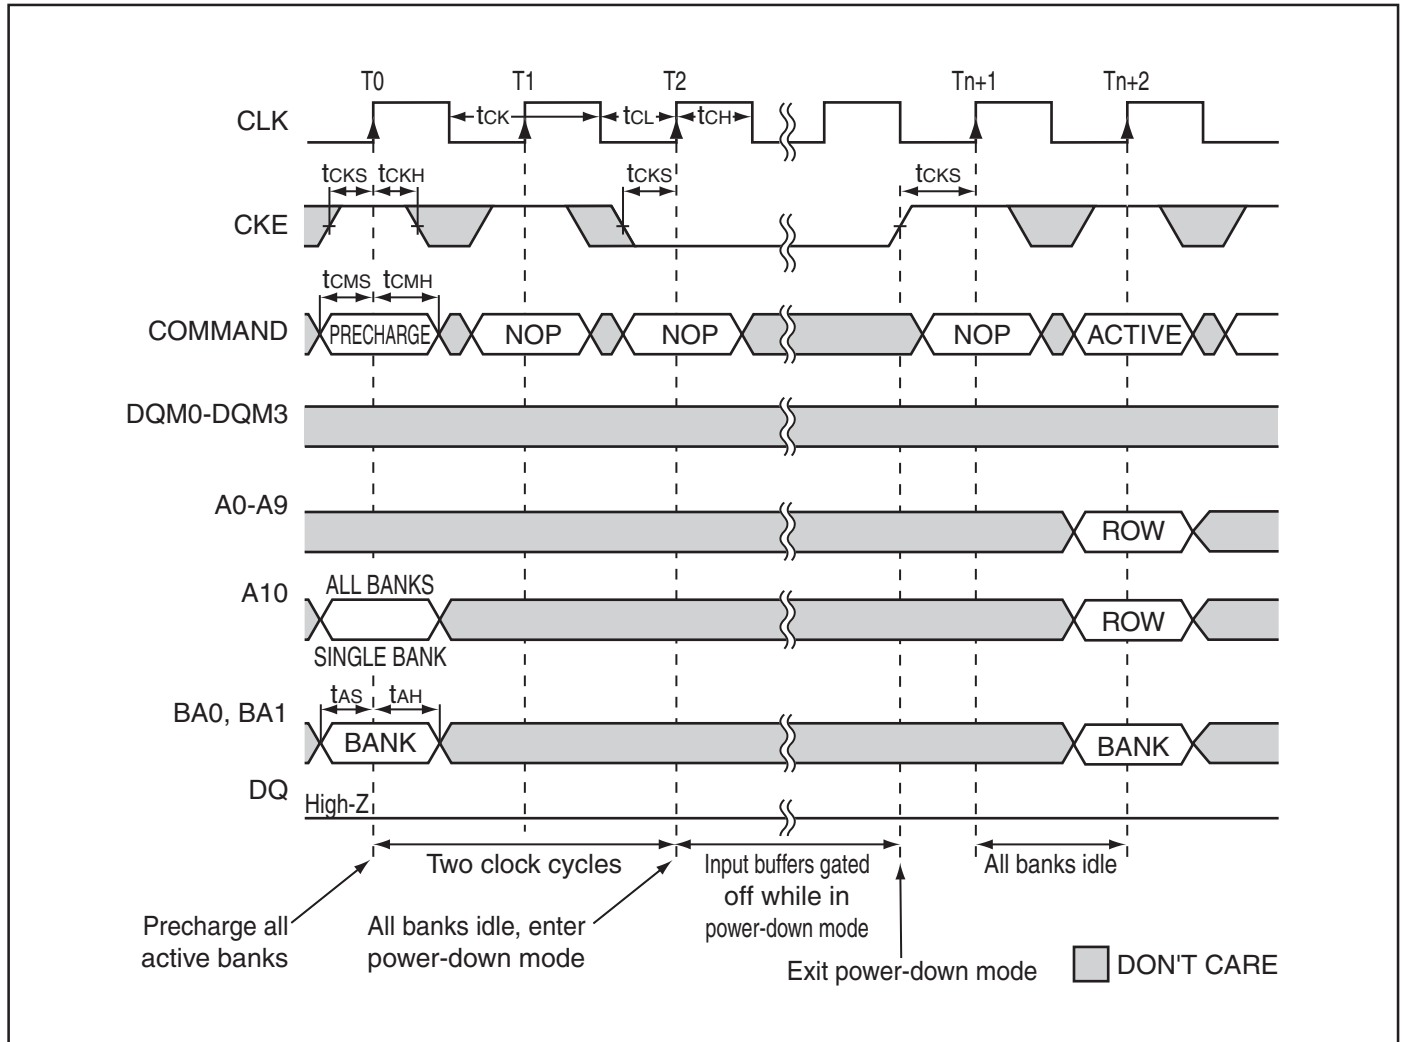 T0 T1 T2 Tn+1 Tn+2
CLK tCK tCL tCH
tCKS tCKH tCKS tCKS
CKE
tCMS tCMH
COMMAND PRECHARGE NOP NOP NOP ACTIVE
DQM0-DQM3
A0-A9 ROW
A10 ALL BANKS ROW
SINGLE BANK
tAS tAH
BA0, BA1 BANK BANK
DQ High-Z
Two clock cycles
Input buffers gated
off while in
power-down mode
All banks idle
Precharge all
active banks
All banks idle, enter
power-down mode
Exit power-down mode
DON'T CARE